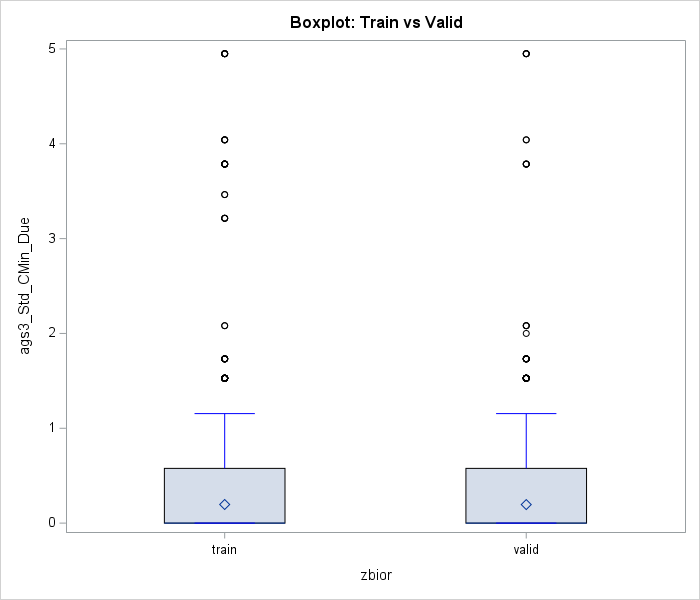 Boxplot: Train vs Valid
5
4
3
2
1
0
ags3_Std_CMin_Due
train
valid
zbior